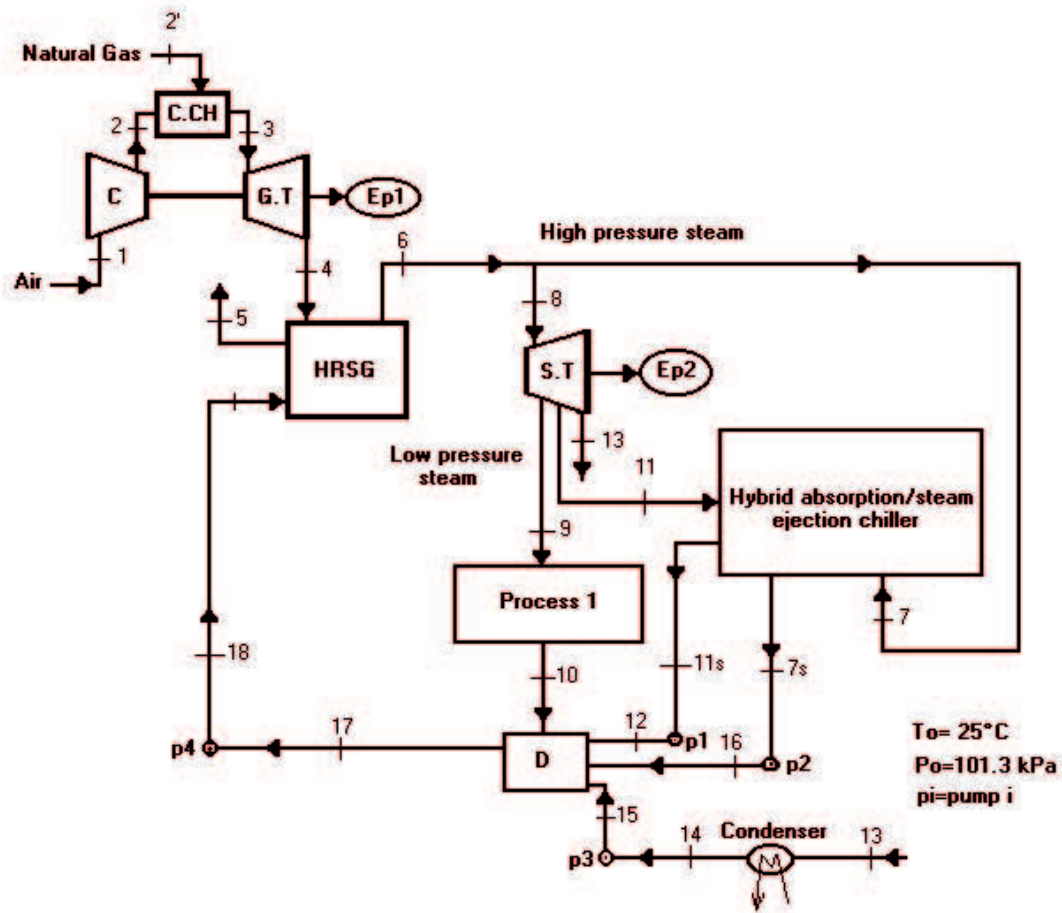 2'
Natural Gas
C.CH
2
3
C
G.T
Ep1
1
Air
4
6
High pressure steam
5
8
HRSG
S.T
Ep2
13
Low pressure
steam
11
Hybrid absorption/steam
ejection chiller
9
Process 1
7
18
10
11s
7s
17
12
p1
16
p4
D
p2
To= 25°C
Po=101.3 kPa
pi=pump i
15
14
Condenser
13
p3